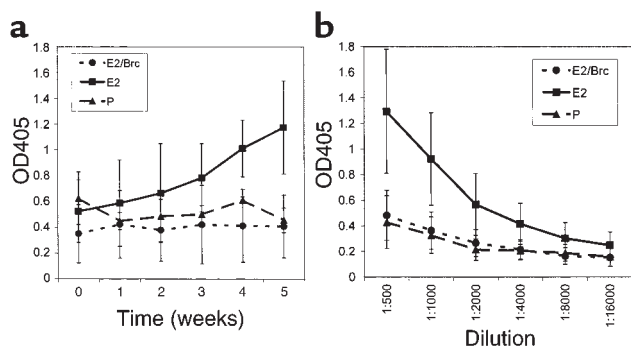 a
1.8
1.6
1.4
1.2
1
0.8
0.6
0.4
0.2
0
OD405
E2/Brc
E2
P
0 1 2 3 4 5
Time (weeks)
b
1.8
1.6
1.4
1.2
1
0.8
0.6
0.4
0.2
0
OD405
E2/Brc
E2
P
1:500
1:1000
1:2000
1:4000
1:8000
1:16000
Dilution